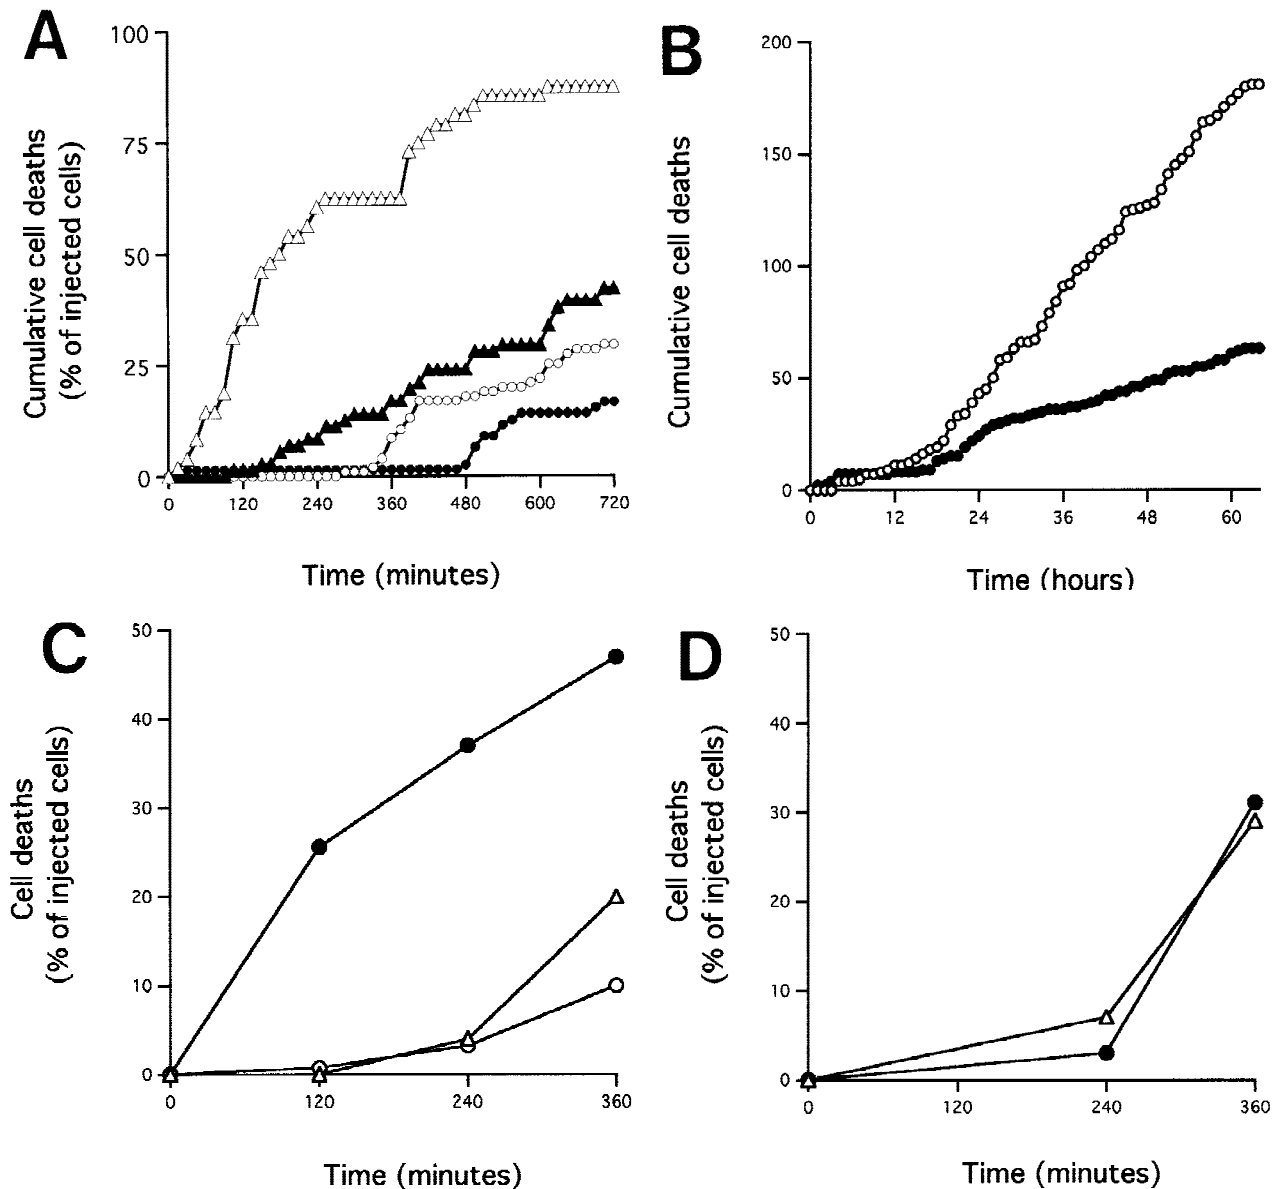 A
Cumulative cell deaths
(% of injected cells)
100
75
50
25
0
0 120 240 360 480 600 720
Time (minutes)
B
Cumulative cell deaths
200
150
100
50
0
0 12 24 36 48 60
Time (hours)
C
Cell deaths
(% of injected cells)
50
40
30
20
10
0
0 120 240 360
Time (minutes)
D
Cell deaths
(% of injected cells)
50
40
30
20
10
0
0 120 240 360
Time (minutes)